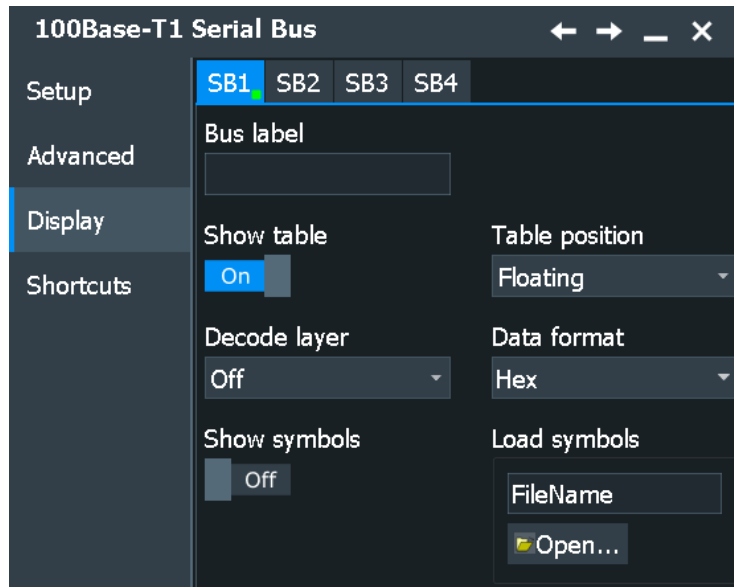 100Base-T1 Serial Bus
Setup
Advanced
Display
Shortcuts
SB1 SB2 SB3 SB4
Bus label
Show table Table position
On Floating
Decode layer Data format
Off Hex
Show symbols Load symbols
Off
FileName
Open...